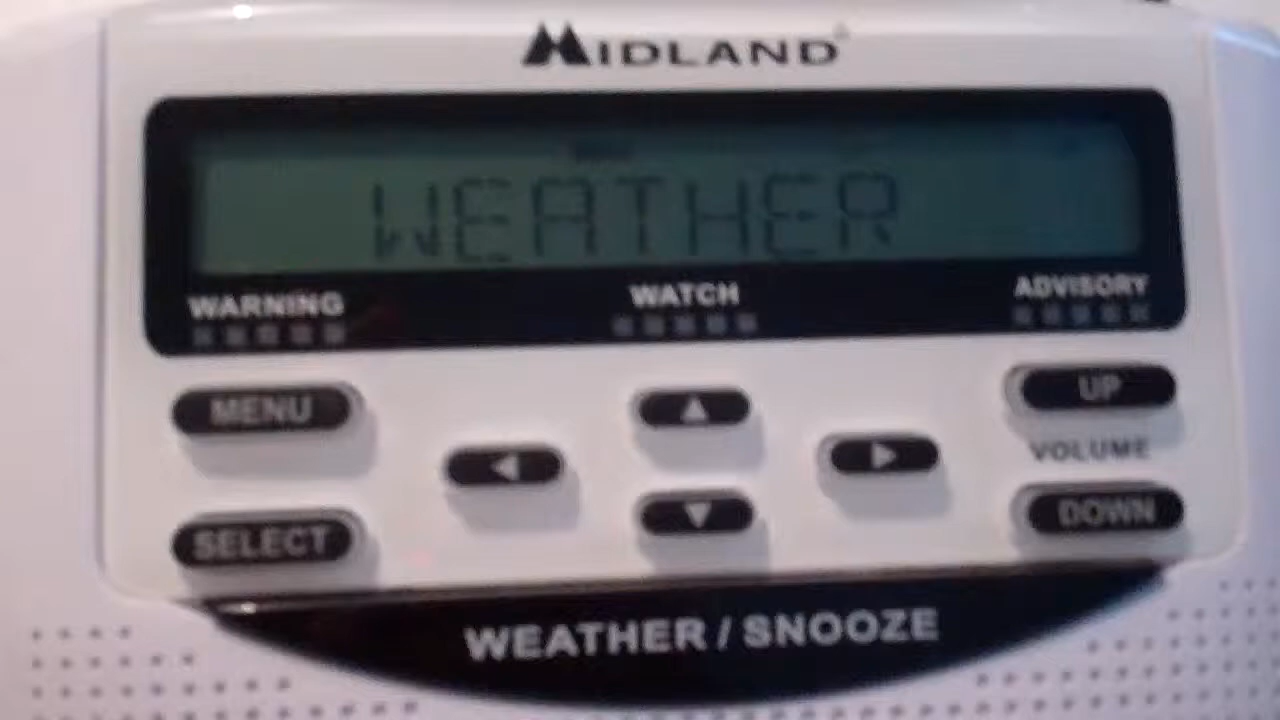 MIDLAND
WEATHER
WARNING WATCH ADVISORY
MENU UP
VOLUME
SELECT DOWN
WEATHER / SNOOZE